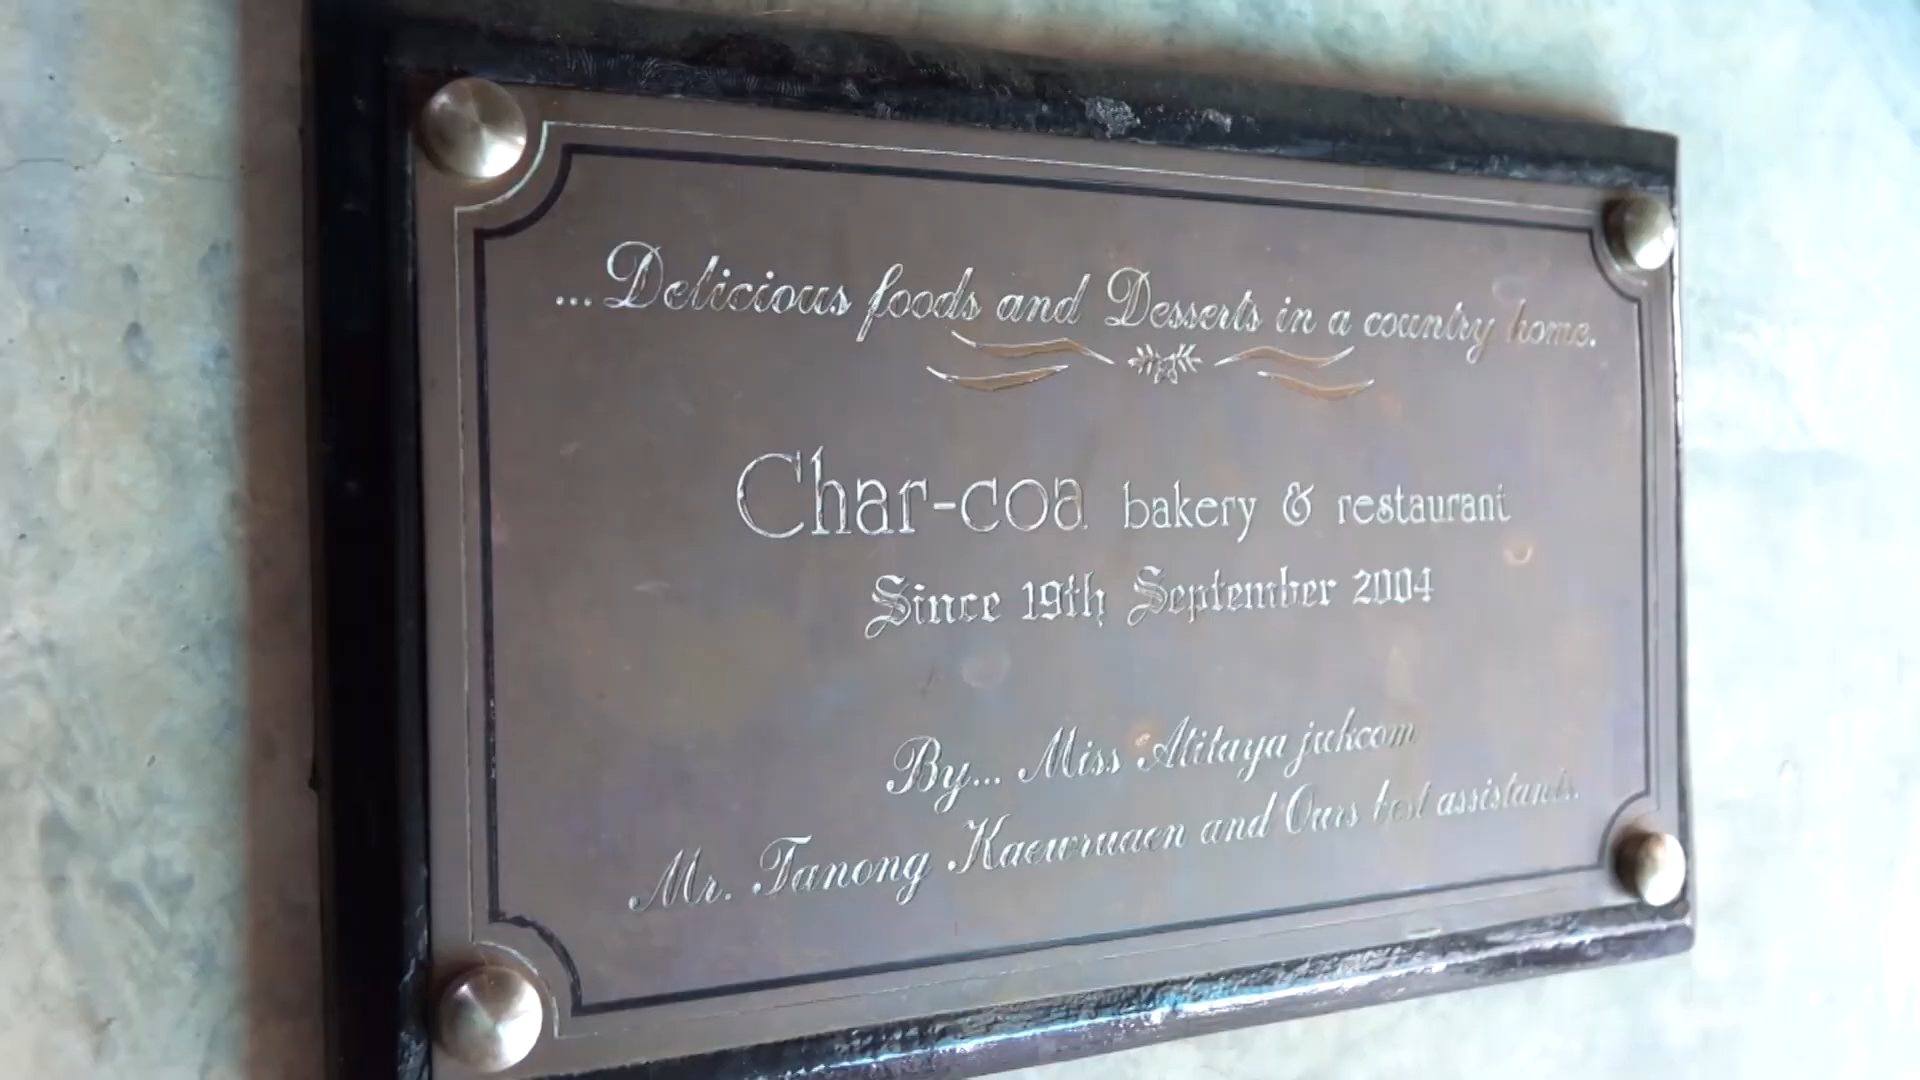 ...Delicious foods and Desserts in a country home.
Char-coa bakery & restaurant
Since 19th September 2004
By... Miss Atitaya jukcom
Mr. Tanong Kaewruaen and Ours best assistants.